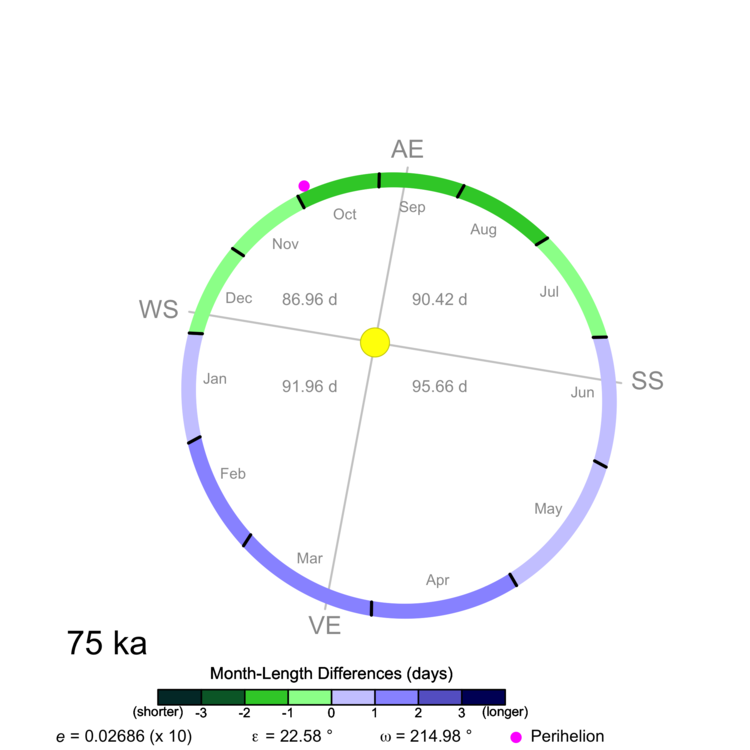 AE
Oct
Sep
Aug
Nov
Jul
Dec
86.96 d
90.42 d
WS
Jan
91.96 d
95.66 d
SS
Jun
Feb
May
Mar
Apr
VE
75 ka
Month-Length Differences (days)
(shorter) -3 -2 -1 0 1 2 3 (longer)
e = 0.02686 (x 10) ε = 22.58 ° ω = 214.98 ° Perihelion